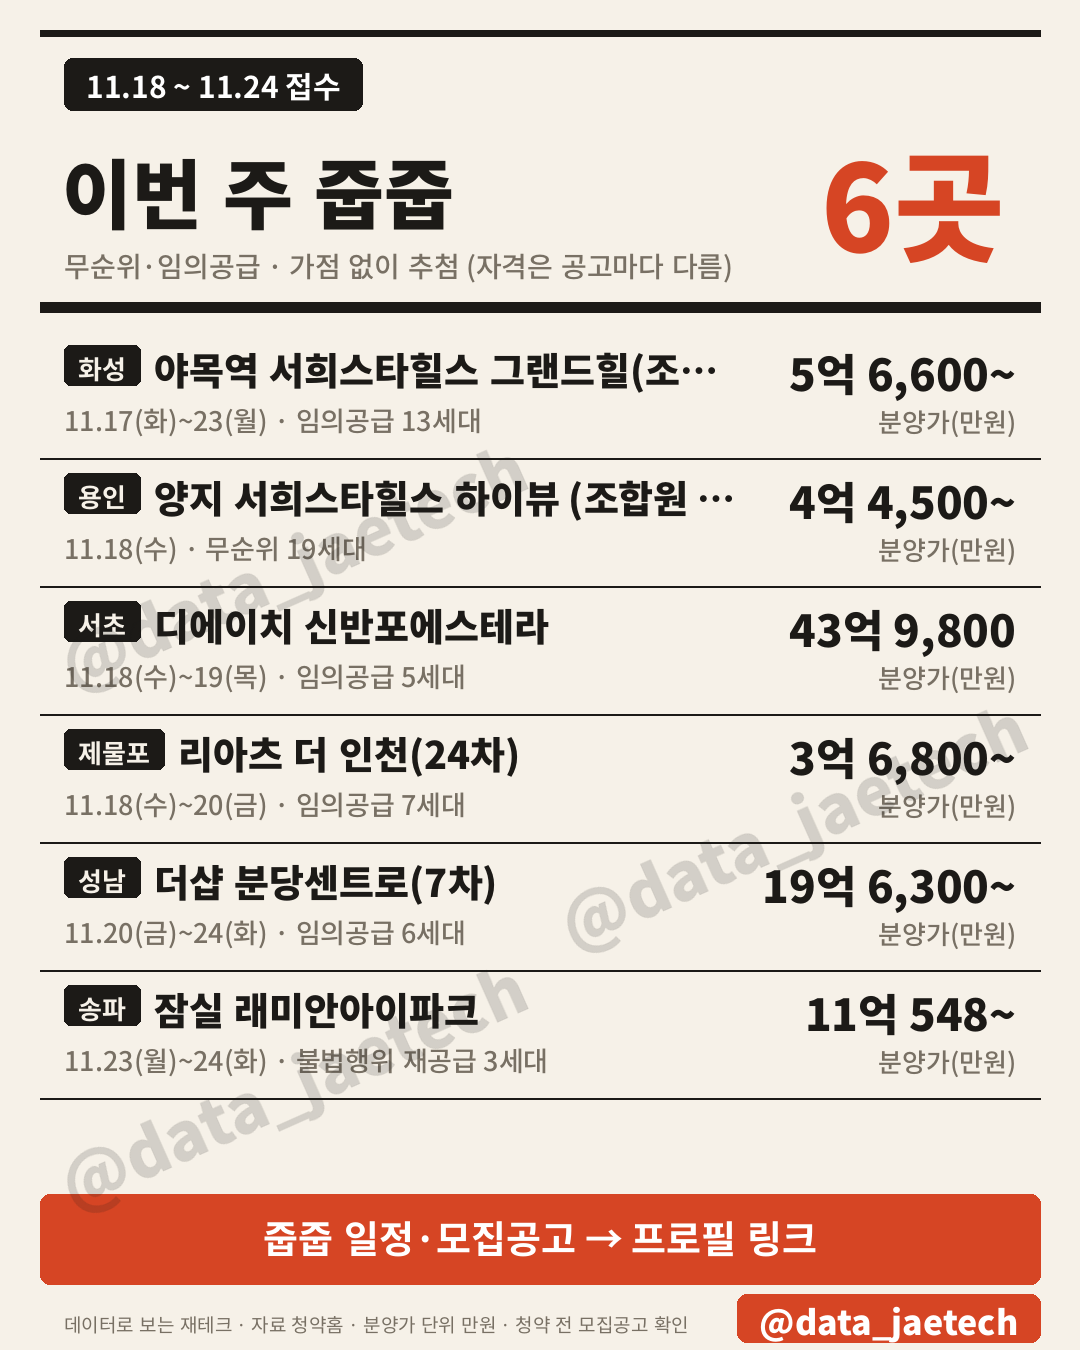 11.18 ~ 11.24 접수
이번 주 줍줍
6곳
무순위·임의공급 · 가점 없이 추첨 (자격은 공고마다 다름)
화성 야목역 서희스타힐스 그랜드힐(조…
5억 6,600~
11.17(화)~23(월) · 임의공급 13세대
분양가(만원)
용인 양지 서희스타힐스 하이뷰 (조합원 …
4억 4,500~
11.18(수) · 무순위 19세대
분양가(만원)
서초 디에이치 신반포에스테라
43억 9,800
11.18(수)~19(목) · 임의공급 5세대
분양가(만원)
제물포 리아츠 더 인천(24차)
3억 6,800~
11.18(수)~20(금) · 임의공급 7세대
분양가(만원)
성남 더샵 분당센트로(7차)
19억 6,300~
11.20(금)~24(화) · 임의공급 6세대
분양가(만원)
송파 잠실 래미안아이파크
11억 548~
11.23(월)~24(화) · 불법행위 재공급 3세대
분양가(만원)
@data_jaetech
@data_jaetech
@data_jaetech
줍줍 일정·모집공고 → 프로필 링크
데이터로 보는 재테크 · 자료 청약홈 · 분양가 단위 만원 · 청약 전 모집공고 확인
@data_jaetech